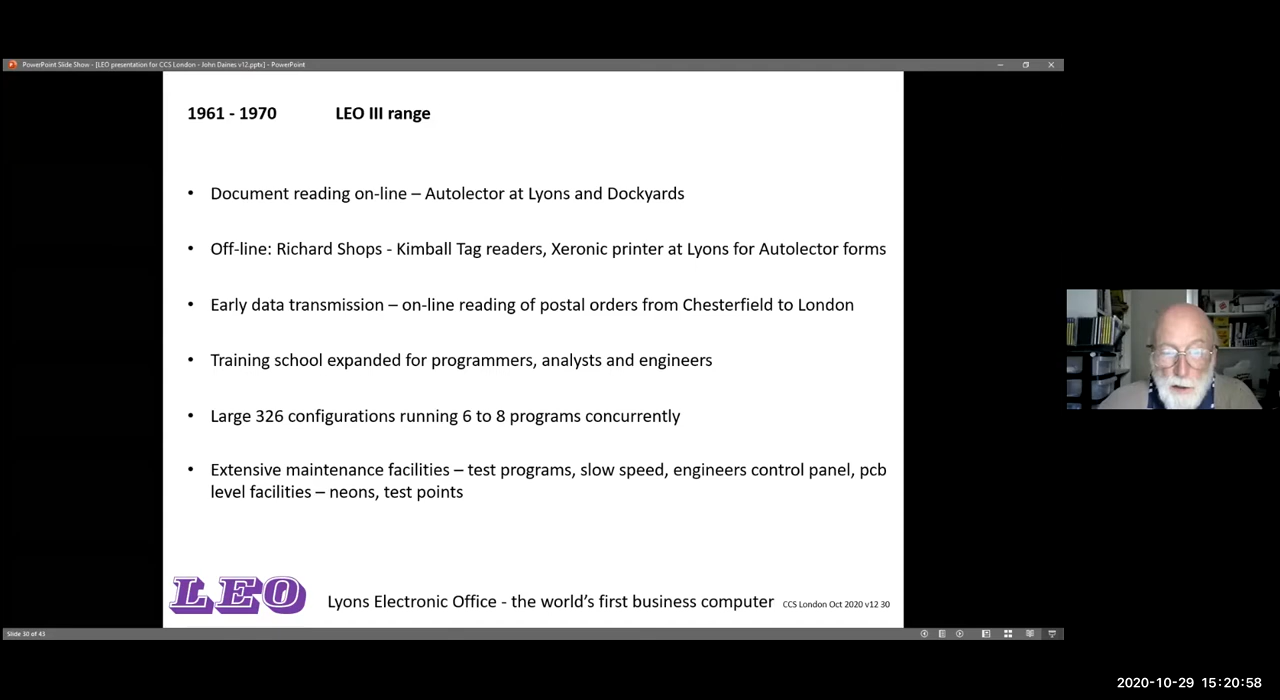 PowerPoint Slide Show - [LEO presentation for CCS London - John Daines v12.pptx] - PowerPoint
1961 - 1970 LEO III range
• Document reading on-line – Autolector at Lyons and Dockyards
• Off-line: Richard Shops - Kimball Tag readers, Xeronic printer at Lyons for Autolector forms
• Early data transmission – on-line reading of postal orders from Chesterfield to London
• Training school expanded for programmers, analysts and engineers
• Large 326 configurations running 6 to 8 programs concurrently
• Extensive maintenance facilities – test programs, slow speed, engineers control panel, pcb
level facilities – neons, test points
LEO Lyons Electronic Office - the world's first business computer CCS London Oct 2020 v12 30
Slide 30 of 43
2020-10-29 15:20:58